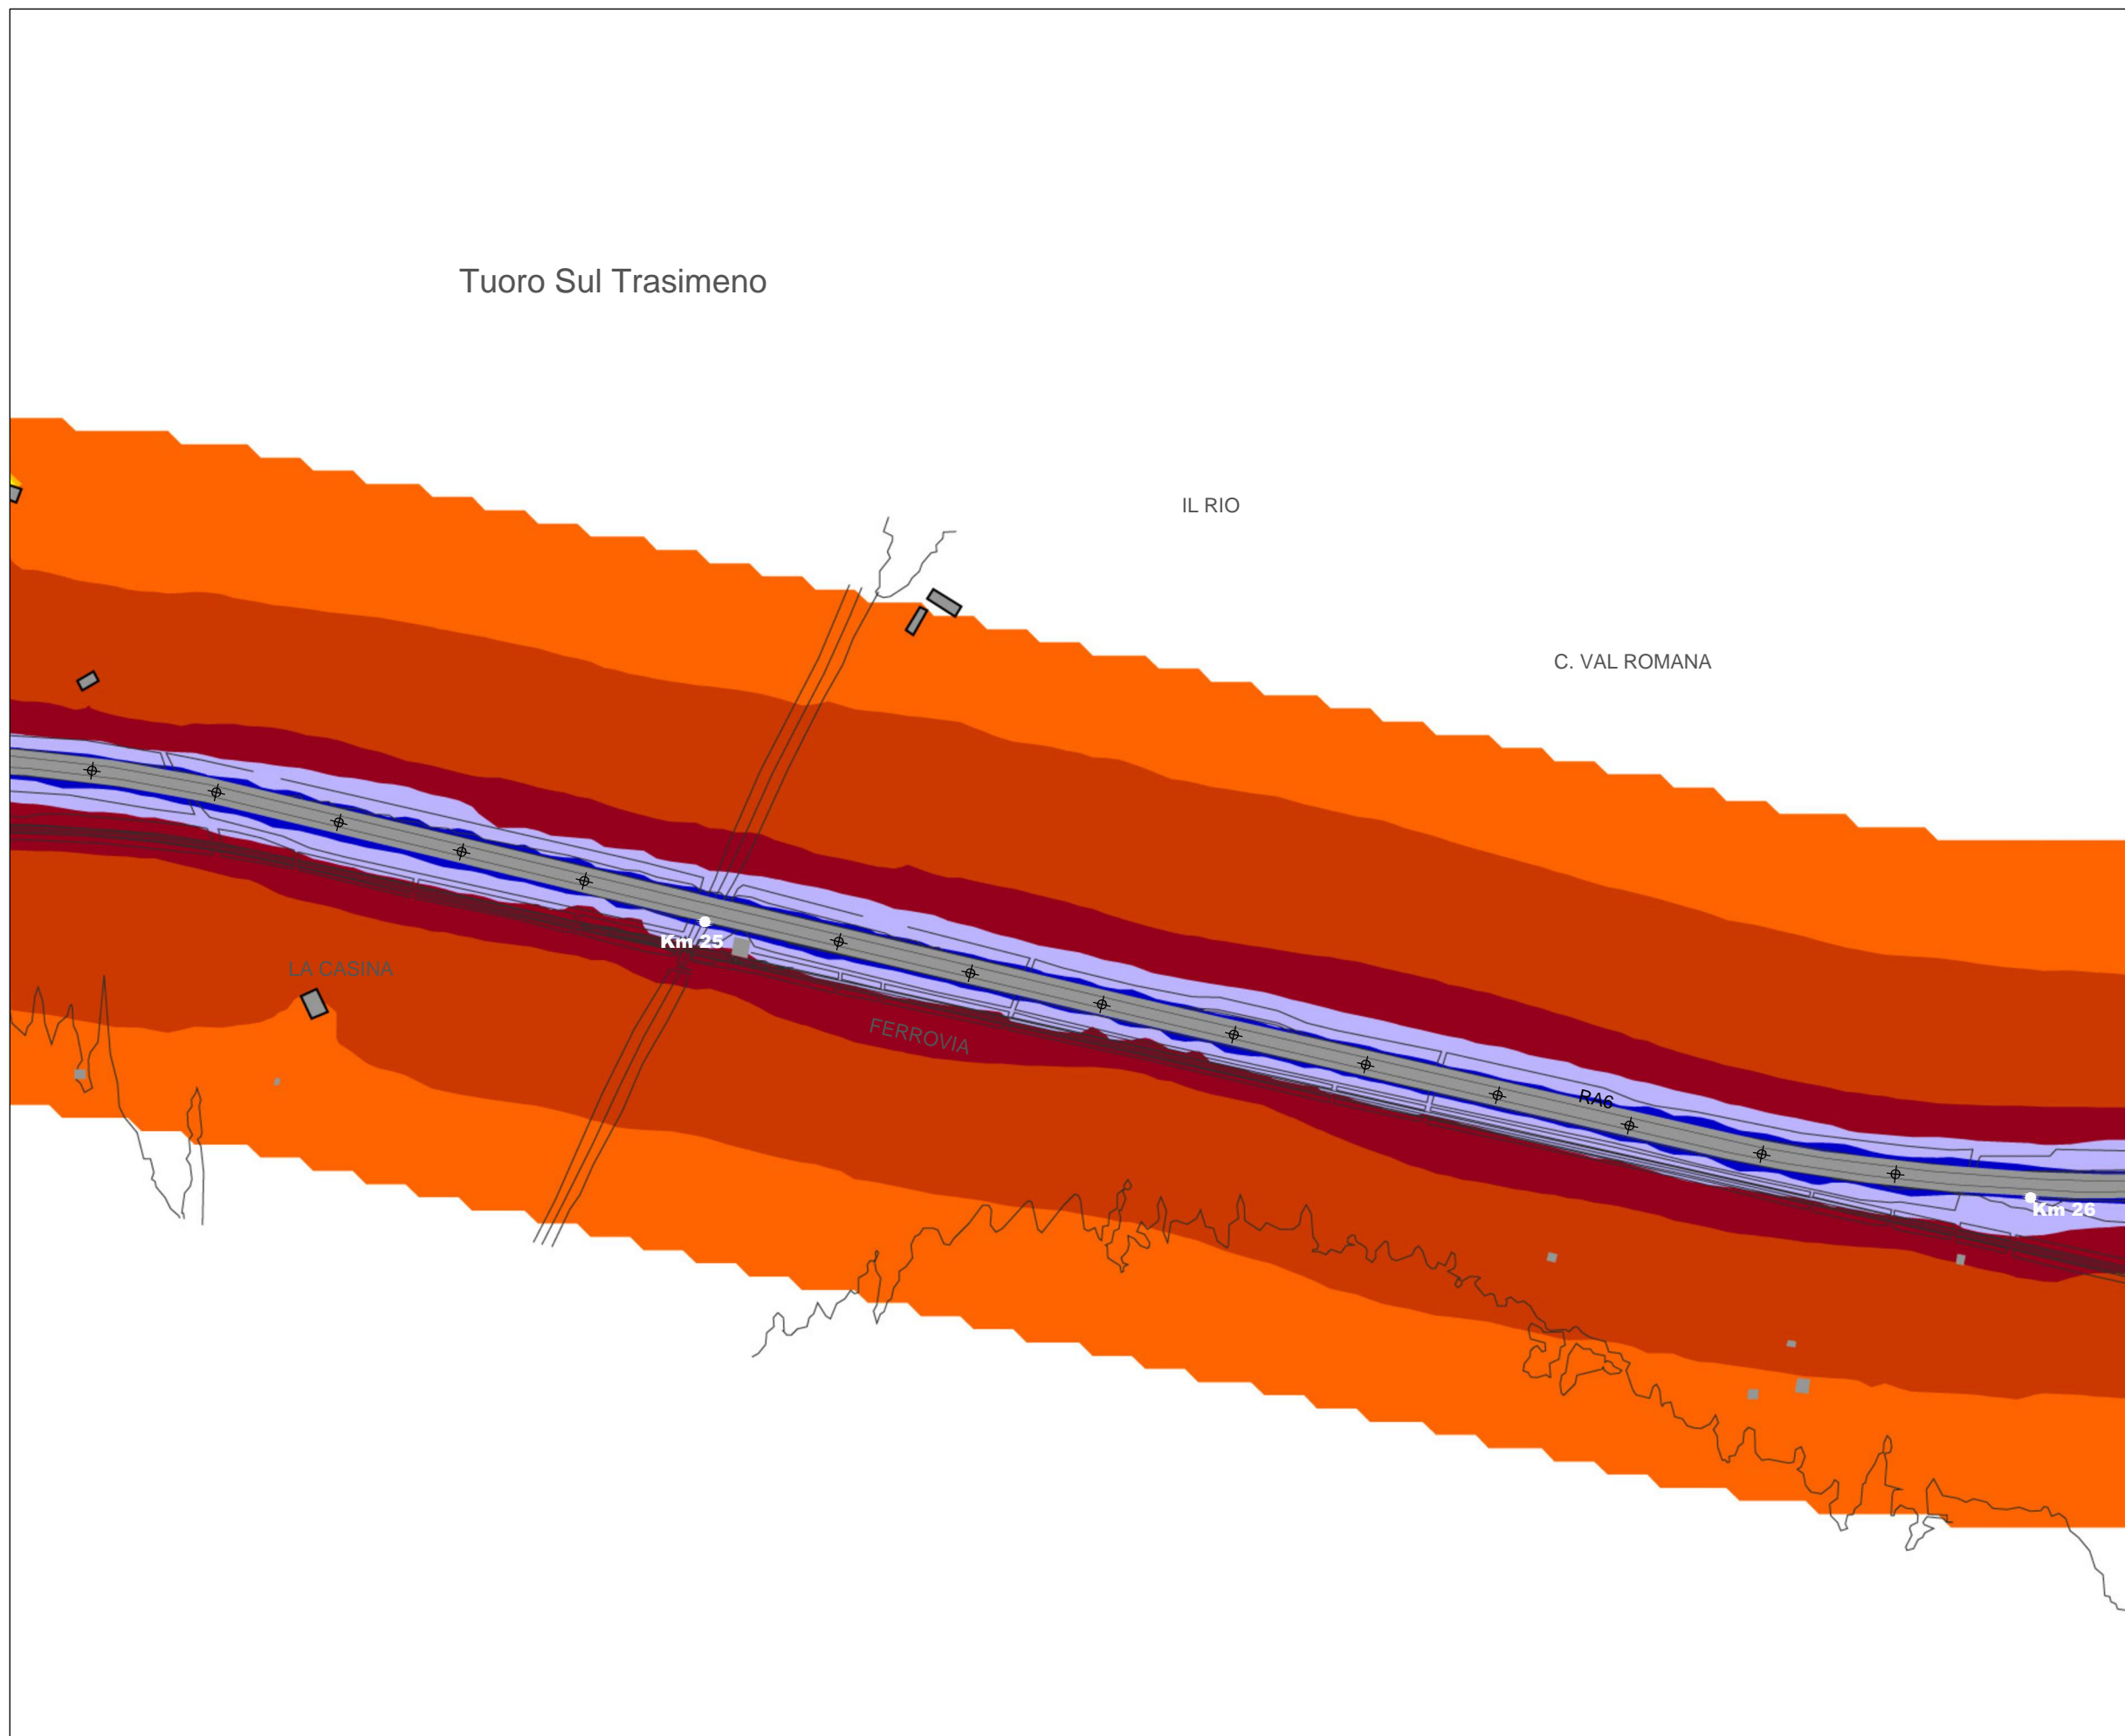 Tuoro Sul Trasimeno
IL RIO
C. VAL ROMANA
Km 25
LA CASINA
FERROVIA
RA6
Km 26